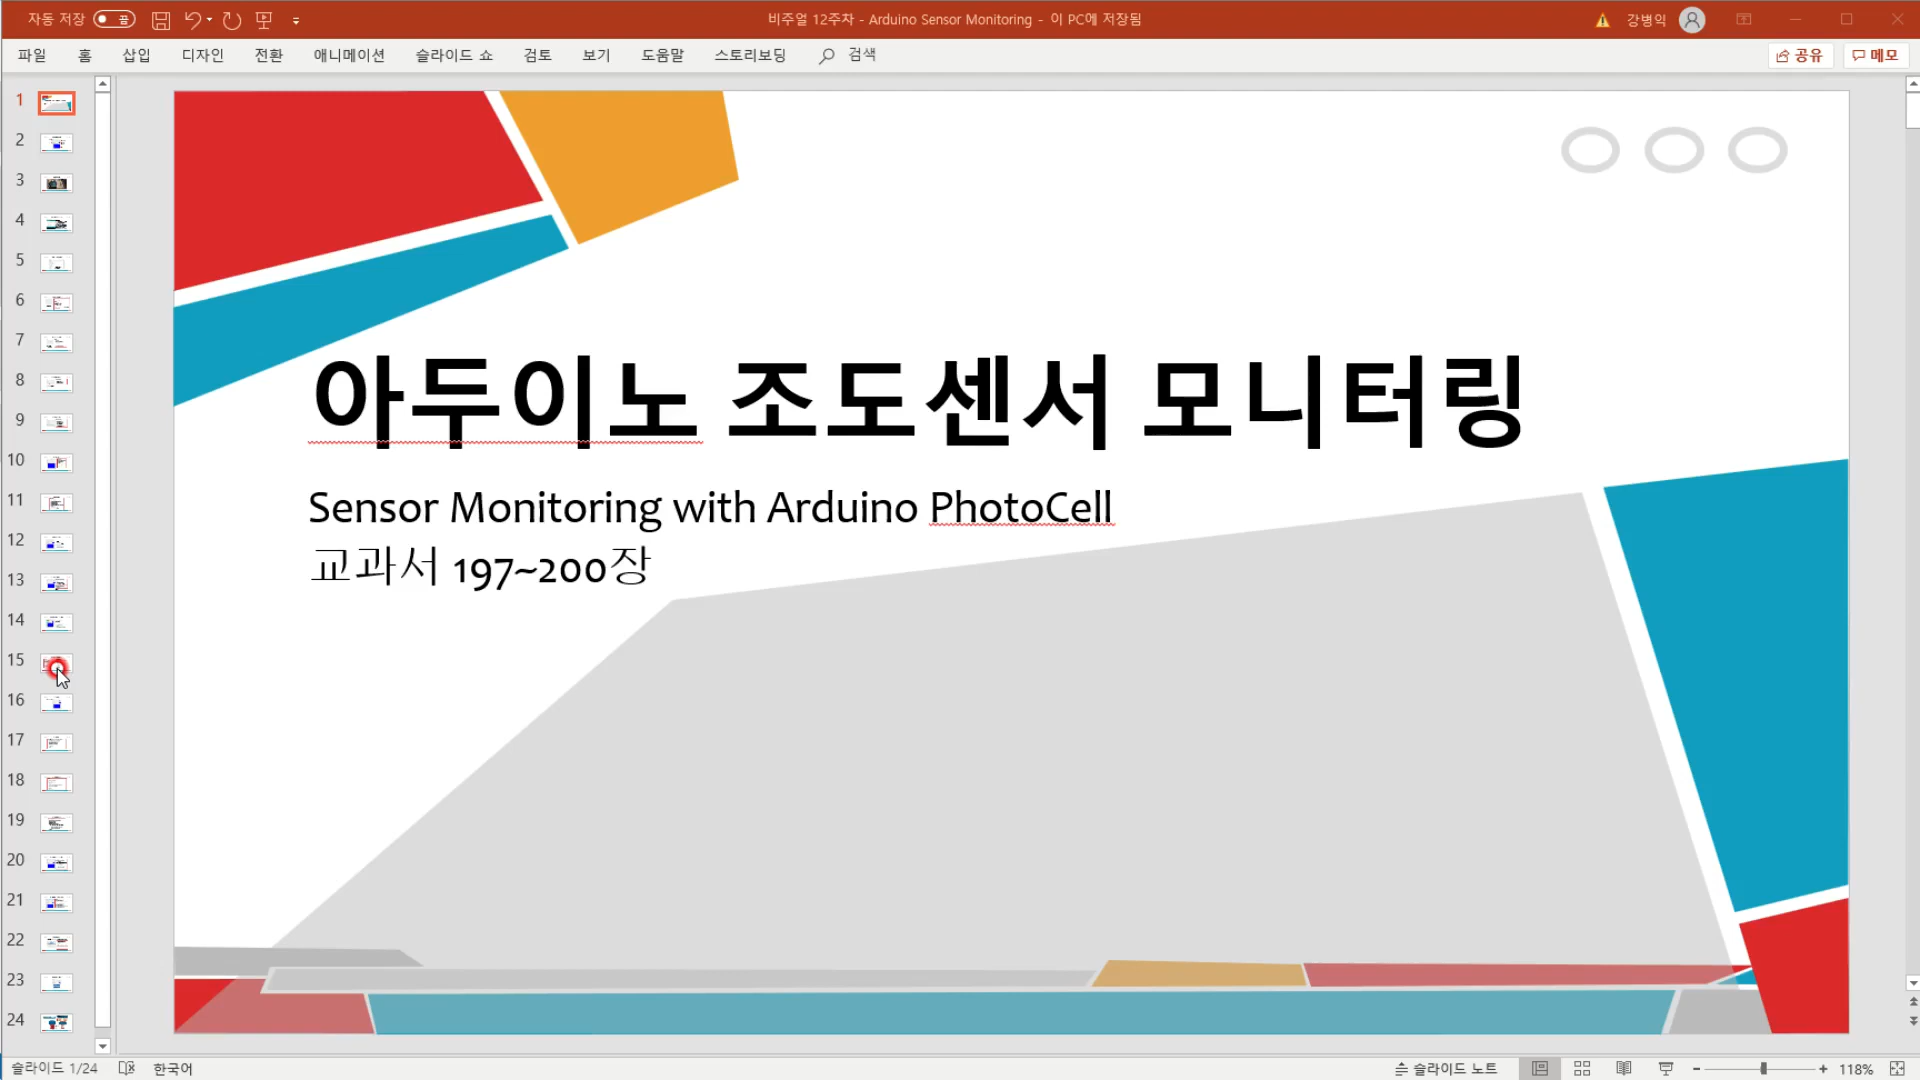 자동 저장 끔
비주얼 12주차 - Arduino Sensor Monitoring - 이 PC에 저장됨
강병익
파일 홈 삽입 디자인 전환 애니메이션 슬라이드 쇼 검토 보기 도움말 스토리보딩 검색
공유 메모
1
2
3
4
5
6
7
8
9
10
11
12
13
14
15
16
17
18
19
20
21
22
23
24
아두이노 조도센서 모니터링
Sensor Monitoring with Arduino PhotoCell
교과서 197~200장
슬라이드 1/24 한국어 슬라이드 노트 118%